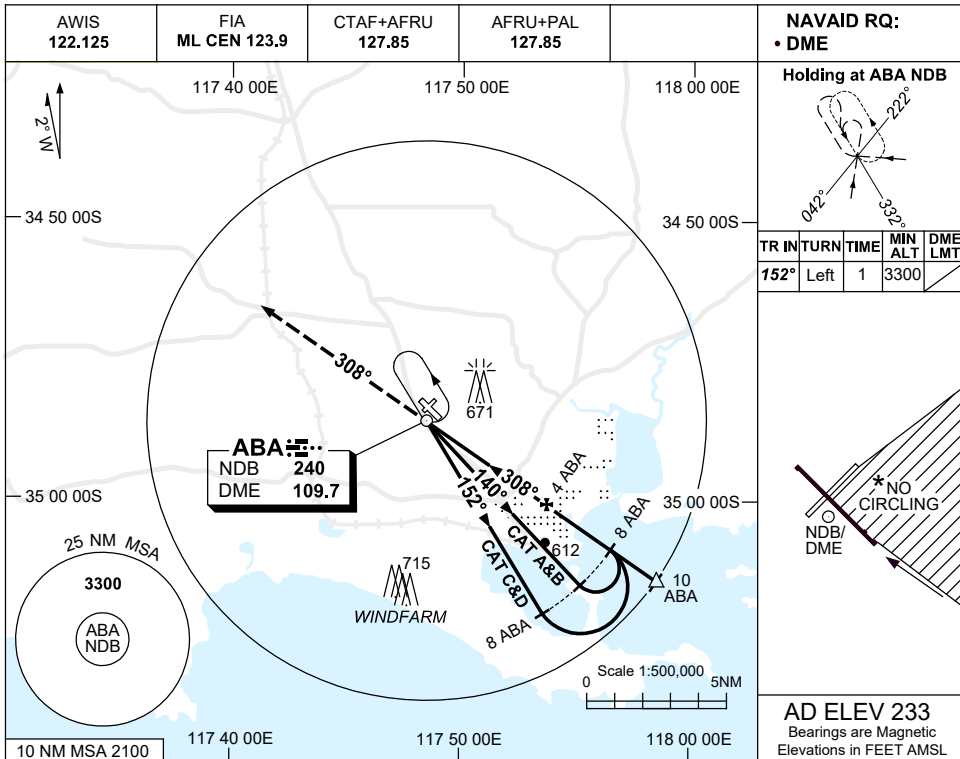 AWIS
122.125
FIA
ML CEN 123.9
CTAF+AFRU
127.85
AFRU+PAL
127.85
NAVAID RQ:
• DME
117 40 00E
117 50 00E
118 00 00E
2° W
34 50 00S
34 50 00S
Holding at ABA NDB
222°
042°
332°
TR IN TURN TIME MIN ALT DME LMT
152° Left 1 3300
308°
671
ABA
NDB 240
DME 109.7
308°
4 ABA
140°
CAT A&B
152°
CAT C&D
8 ABA
612
10
ABA
8 ABA
35 00 00S
35 00 00S
715
WINDFARM
25 NM MSA
3300
ABA
NDB
Scale 1:500,000
0 5NM
*NO
CIRCLING
NDB/
DME
10 NM MSA 2100
117 40 00E
117 50 00E
118 00 00E
AD ELEV 233
Bearings are Magnetic
Elevations in FEET AMSL